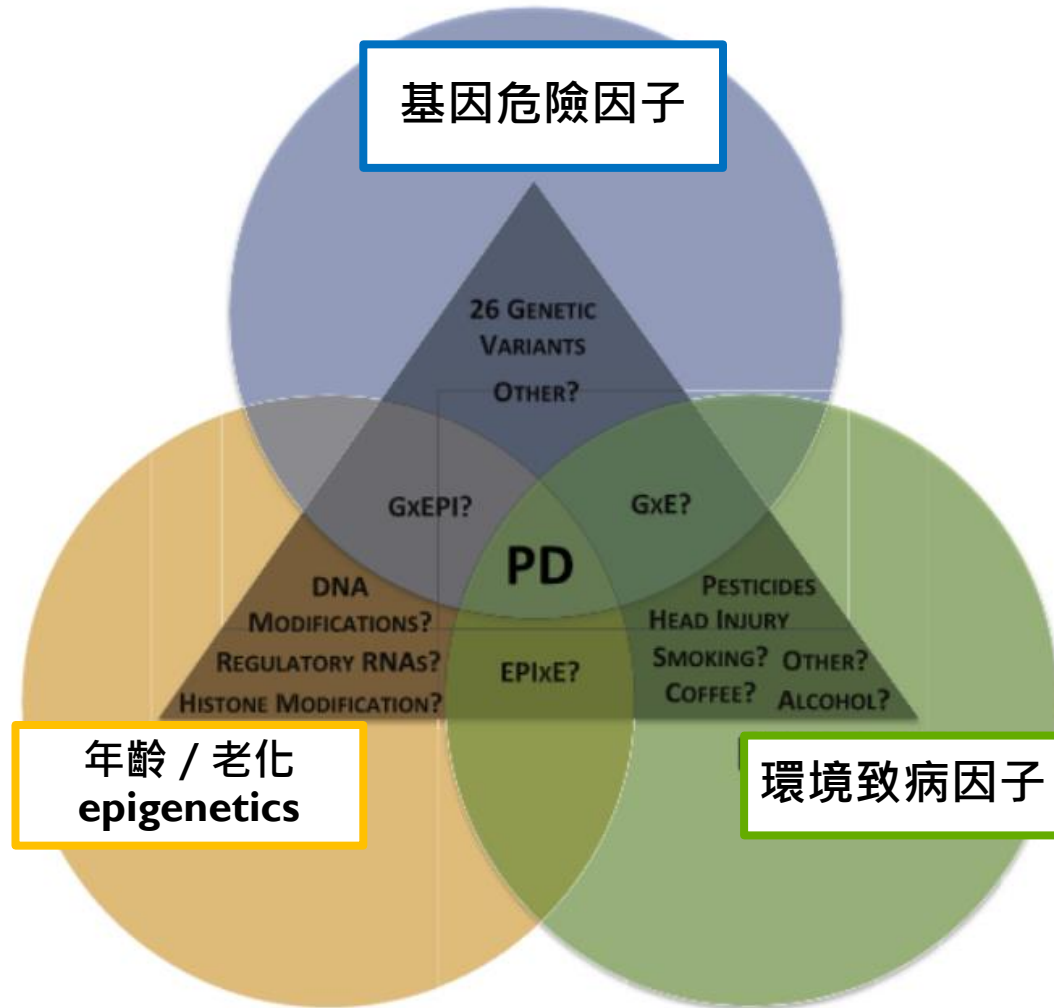 基因危險因子
26 GENETIC
VARIANTS
OTHER?
GXEPI?
GXE?
PD
DNA
MODIFICATIONS?
REGULATORY RNAS?
HISTONE MODIFICATION?
EPIXE?
PESTICIDES
HEAD INJURY
SMOKING? OTHER?
COFFEE? ALCOHOL?
年齡 / 老化
epigenetics
環境致病因子